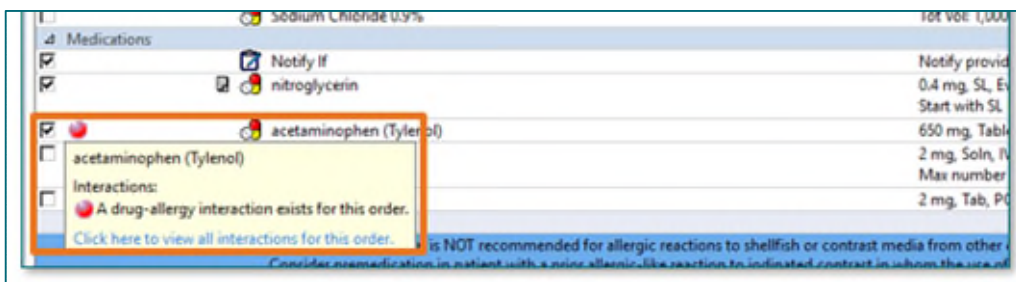 Sodium Chloride 0.9% Tot Vol: 1,000
Medications
Notify If Notify provid
nitroglycerin 0.4 mg, SL, Ev
Start with SL
acetaminophen (Tylenol) 650 mg, Table
acetaminophen (Tylenol) 2 mg, Soln, IV
Interactions: Max number
A drug-allergy interaction exists for this order. 2 mg, Tab, PO
Click here to view all interactions for this order. is NOT recommended for allergic reactions to shellfish or contrast media from other
Consider premedication in patient with a prior allergic-like reaction to iodinated contrast in whom the use of